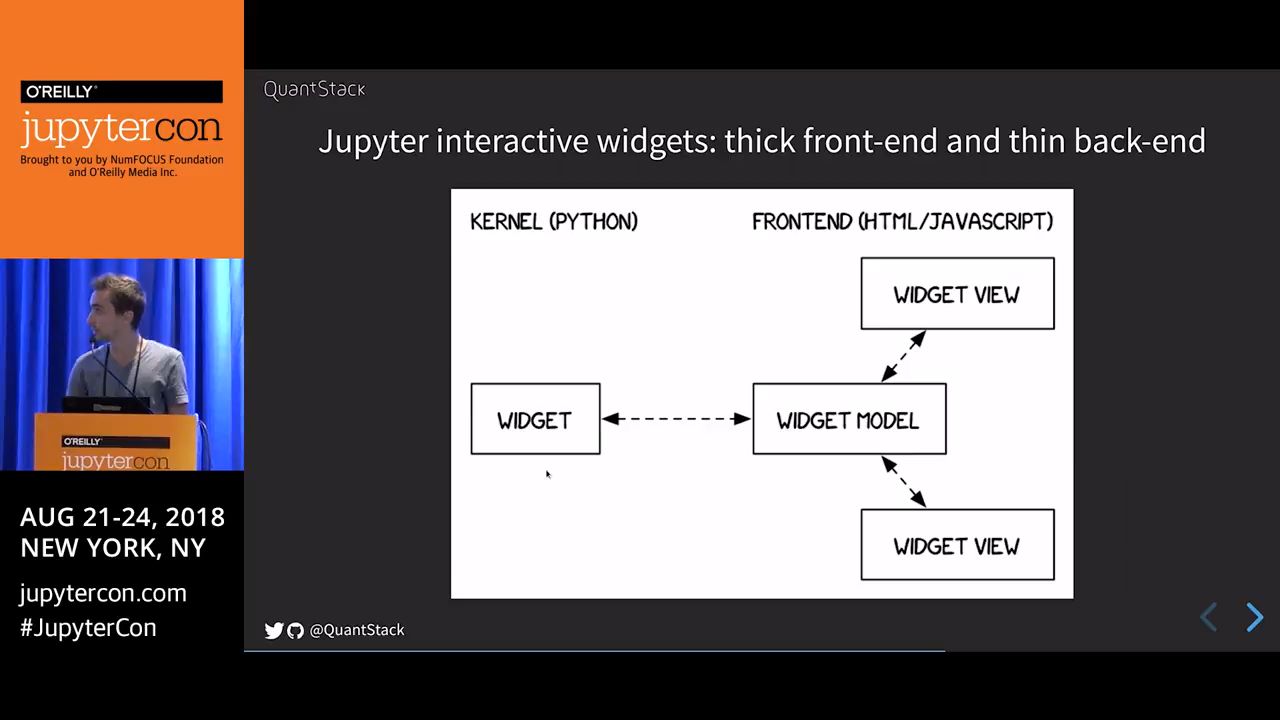 O'REILLY®
jupytercon
Brought to you by NumFOCUS Foundation
and O'Reilly Media Inc.
O'REILLY
jupytercon
AUG 21-24, 2018
NEW YORK, NY
jupytercon.com
#JupyterCon
QuantStack
Jupyter interactive widgets: thick front-end and thin back-end
KERNEL (PYTHON)
FRONTEND (HTML/JAVASCRIPT)
WIDGET VIEW
WIDGET
WIDGET MODEL
WIDGET VIEW
@QuantStack